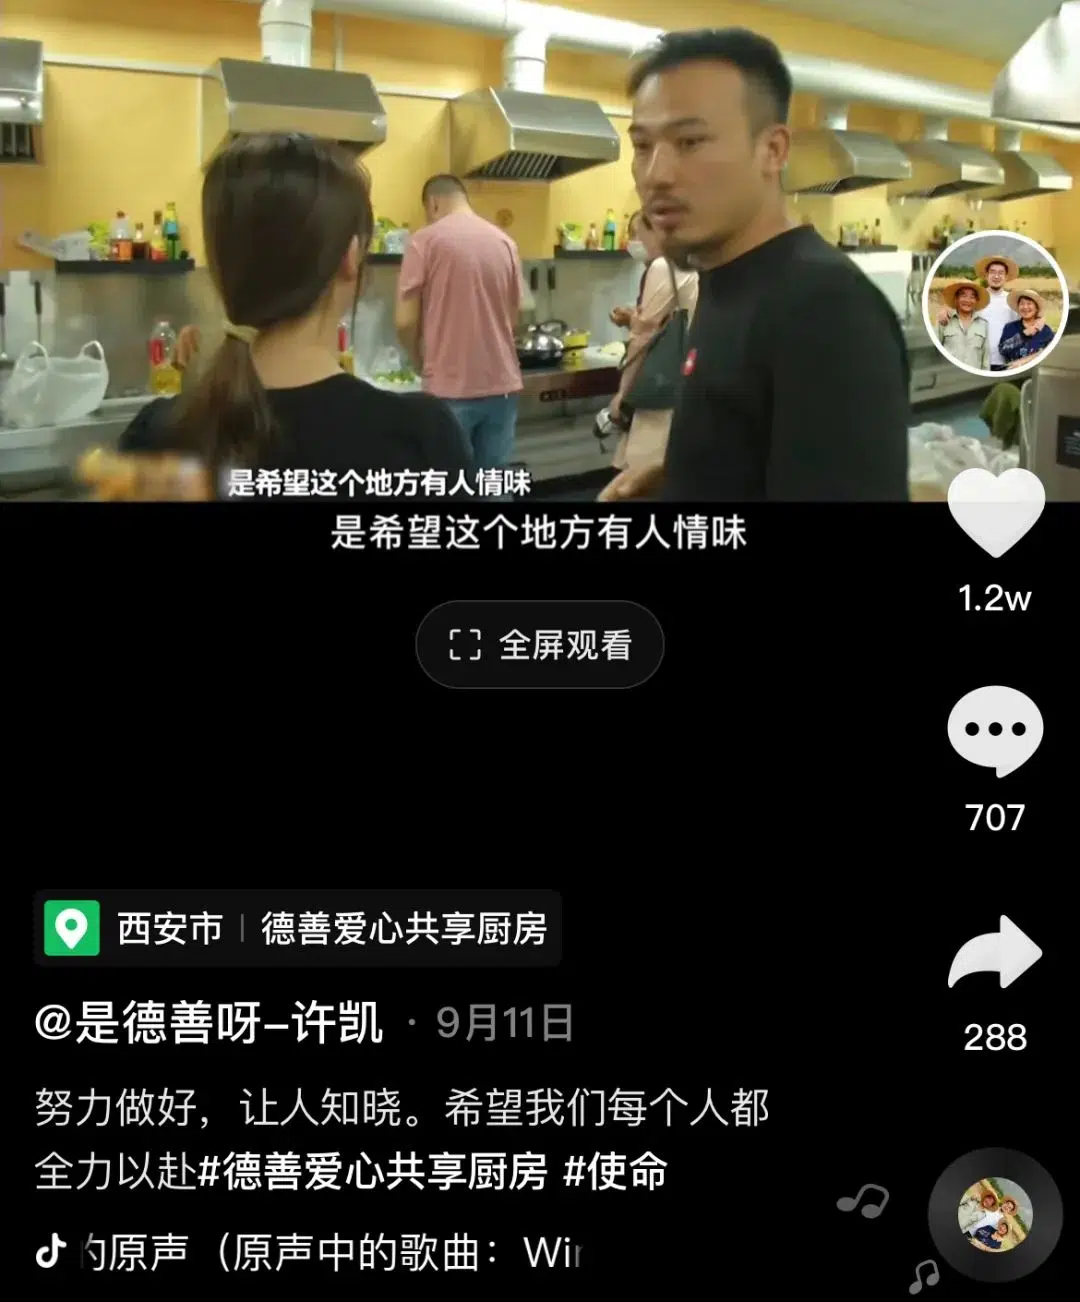 是希望这个地方有人情味
是希望这个地方有人情味
全屏观看
1.2w
707
西安市 | 德善爱心共享厨房
288
@是德善呀-许凯 · 9月11日
努力做好，让人知晓。希望我们每个人都
全力以赴#德善爱心共享厨房 #使命
的原声（原声中的歌曲：Win